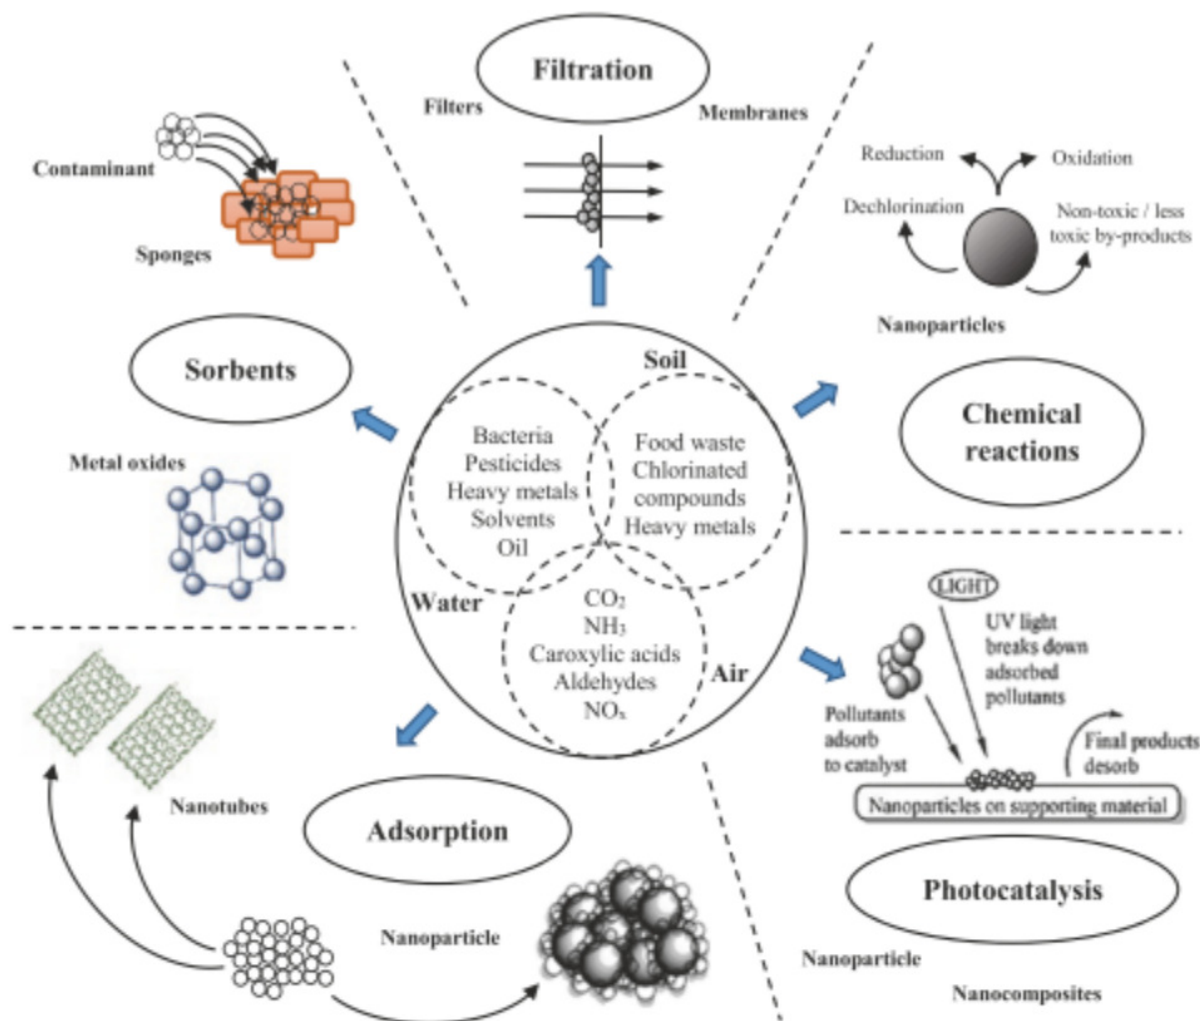 Filtration
Filters
Membranes
Contaminant
Sponges
Reduction
Oxidation
Dechlorination
Non-toxic / less
toxic by-products
Nanoparticles
Sorbents
Soil
Chemical
reactions
Metal oxides
Bacteria
Pesticides
Heavy metals
Solvents
Oil
Food waste
Chlorinated
compounds
Heavy metals
Water
CO₂
NH₃
Caroxylic acids
Aldehydes
NOₓ
Air
LIGHT
UV light
breaks down
adsorbed
pollutants
Pollutants
adsorb
to catalyst
Final products
desorb
Nanoparticles on supporting material
Nanotubes
Adsorption
Photocatalysis
Nanoparticle
Nanoparticle
Nanocomposites